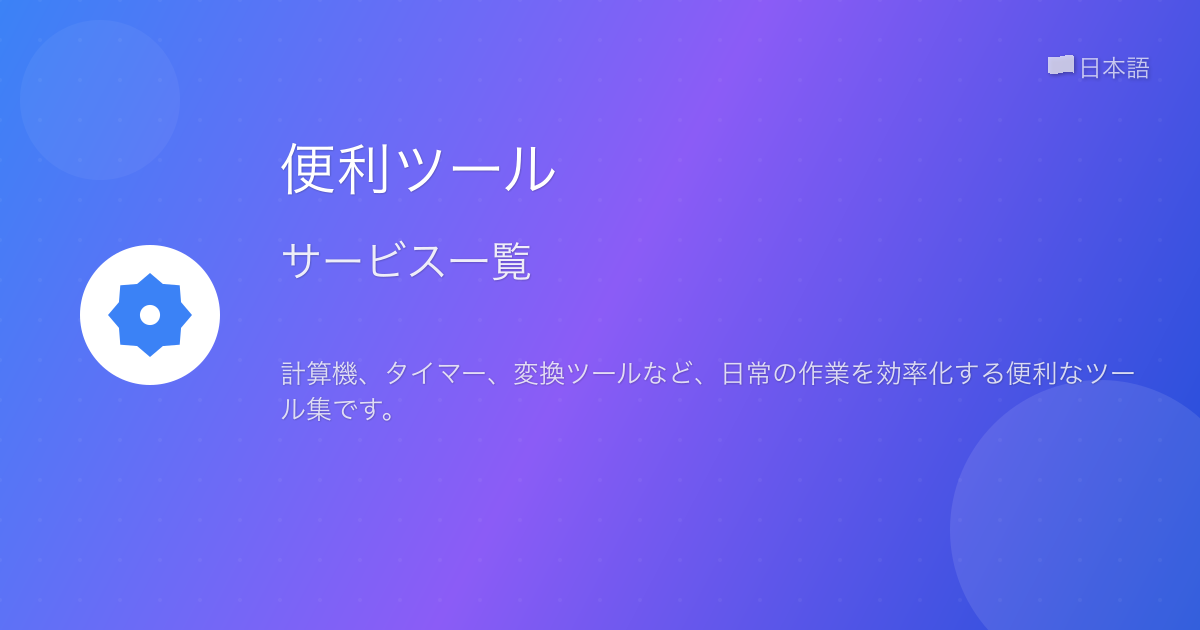 日本語
便利ツール
サービス一覧
計算機、タイマー、変換ツールなど、日常の作業を効率化する便利なツー
ル集です。